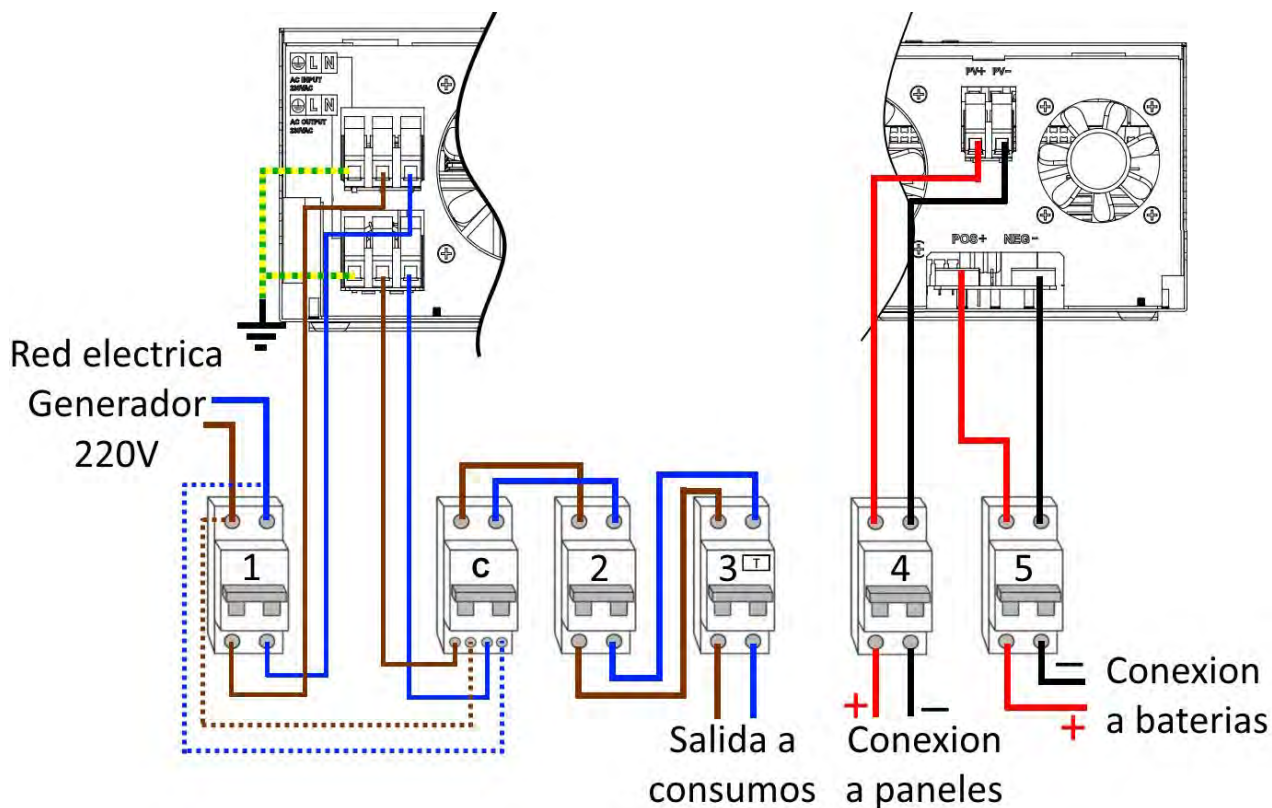 ⏚ L N
AC INPUT
230VAC
⏚ L N
AC OUTPUT
230VAC
PV+ PV-
POS+ NEG-
Red electrica
Generador
220V
1
C
2
3 T
4
5
Salida a
consumos
+ −
Conexion
a paneles
− Conexion
+ a baterias